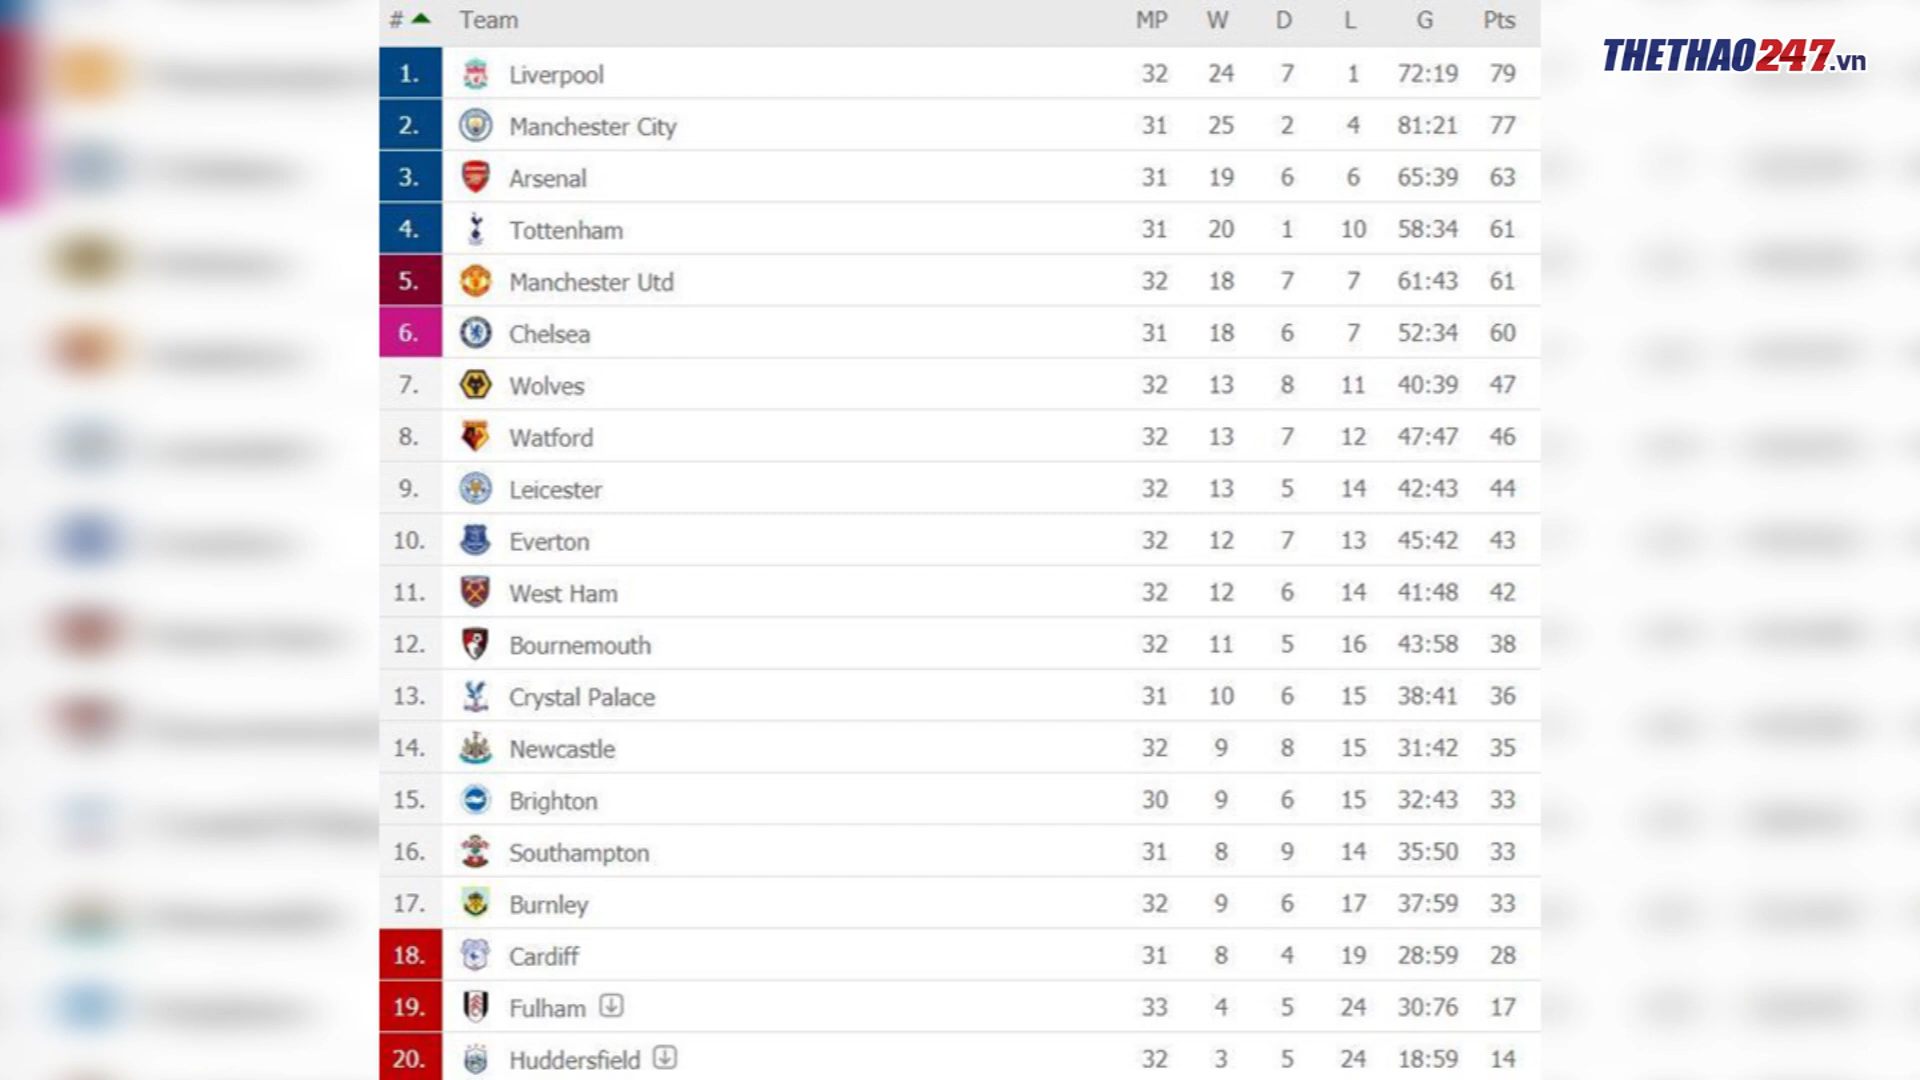 # Team MP W D L G Pts
THETHAO247.vn
1. Liverpool 32 24 7 1 72:19 79
2. Manchester City 31 25 2 4 81:21 77
3. Arsenal 31 19 6 6 65:39 63
4. Tottenham 31 20 1 10 58:34 61
5. Manchester Utd 32 18 7 7 61:43 61
6. Chelsea 31 18 6 7 52:34 60
7. Wolves 32 13 8 11 40:39 47
8. Watford 32 13 7 12 47:47 46
9. Leicester 32 13 5 14 42:43 44
10. Everton 32 12 7 13 45:42 43
11. West Ham 32 12 6 14 41:48 42
12. Bournemouth 32 11 5 16 43:58 38
13. Crystal Palace 31 10 6 15 38:41 36
14. Newcastle 32 9 8 15 31:42 35
15. Brighton 30 9 6 15 32:43 33
16. Southampton 31 8 9 14 35:50 33
17. Burnley 32 9 6 17 37:59 33
18. Cardiff 31 8 4 19 28:59 28
19. Fulham 33 4 5 24 30:76 17
20. Huddersfield 32 3 5 24 18:59 14